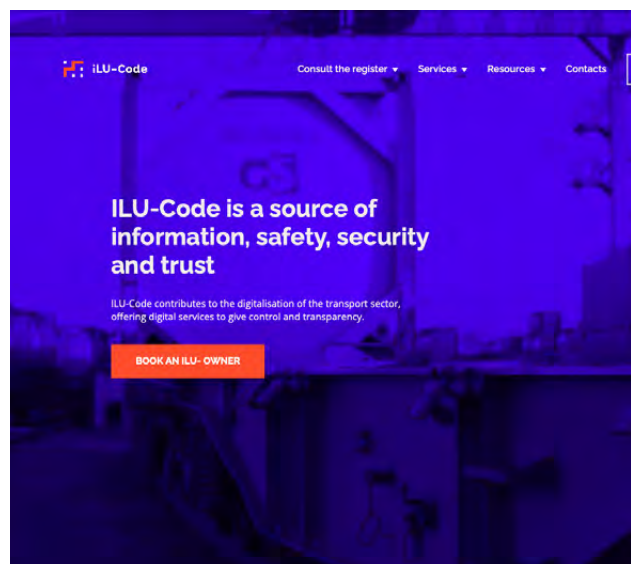 iLU-Code
Consult the register
Services
Resources
Contacts
ILU-Code is a source of
information, safety, security
and trust
ILU-Code contributes to the digitalisation of the transport sector,
offering digital services to give control and transparency.
BOOK AN ILU- OWNER